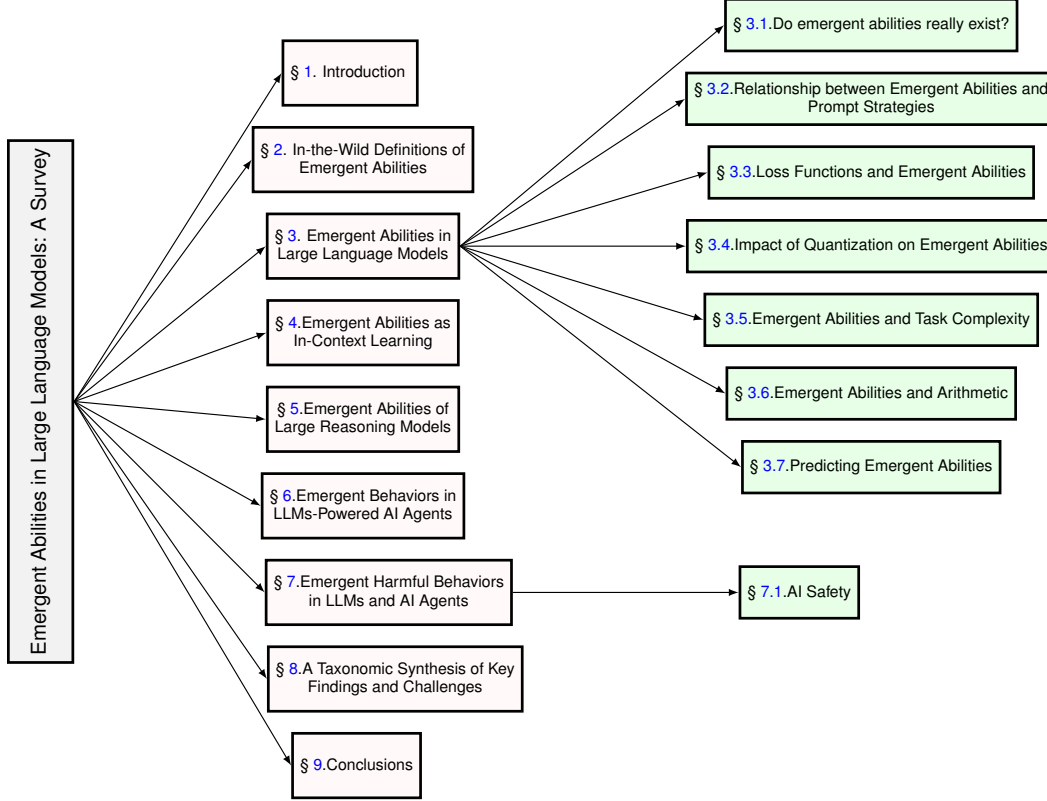 Emergent Abilities in Large Language Models: A Survey
§ 1. Introduction
§ 2. In-the-Wild Definitions of
Emergent Abilities
§ 3. Emergent Abilities in
Large Language Models
§ 4.Emergent Abilities as
In-Context Learning
§ 5.Emergent Abilities of
Large Reasoning Models
§ 6.Emergent Behaviors in
LLMs-Powered AI Agents
§ 7.Emergent Harmful Behaviors
in LLMs and AI Agents
§ 8.A Taxonomic Synthesis of Key
Findings and Challenges
§ 9.Conclusions
§ 3.1.Do emergent abilities really exist?
§ 3.2.Relationship between Emergent Abilities and
Prompt Strategies
§ 3.3.Loss Functions and Emergent Abilities
§ 3.4.Impact of Quantization on Emergent Abilities
§ 3.5.Emergent Abilities and Task Complexity
§ 3.6.Emergent Abilities and Arithmetic
§ 3.7.Predicting Emergent Abilities
§ 7.1.AI Safety